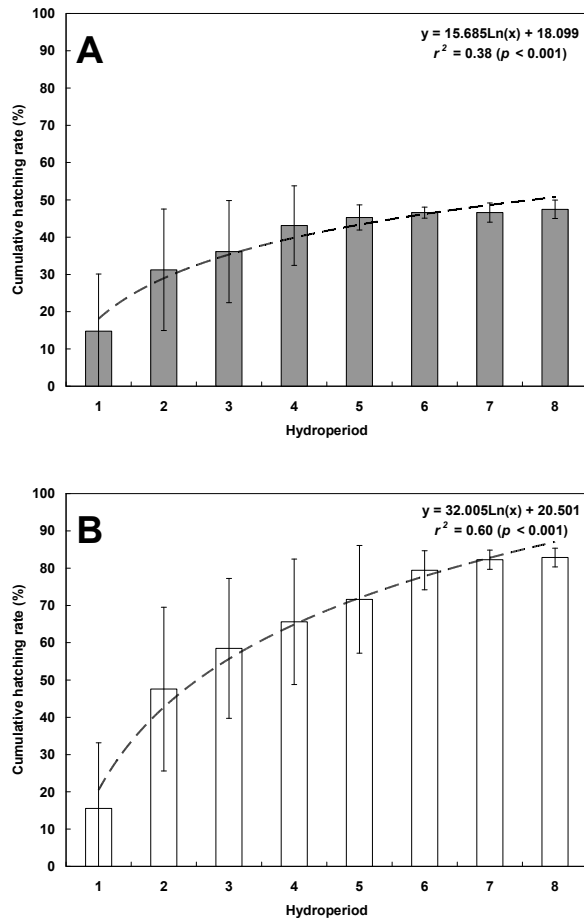 A
y = 15.685Ln(x) + 18.099
r² = 0.38 (p < 0.001)
Cumulative hatching rate (%)
100
90
80
70
60
50
40
30
20
10
0
1 2 3 4 5 6 7 8
Hydroperiod
B
y = 32.005Ln(x) + 20.501
r² = 0.60 (p < 0.001)
Cumulative hatching rate (%)
100
90
80
70
60
50
40
30
20
10
0
1 2 3 4 5 6 7 8
Hydroperiod